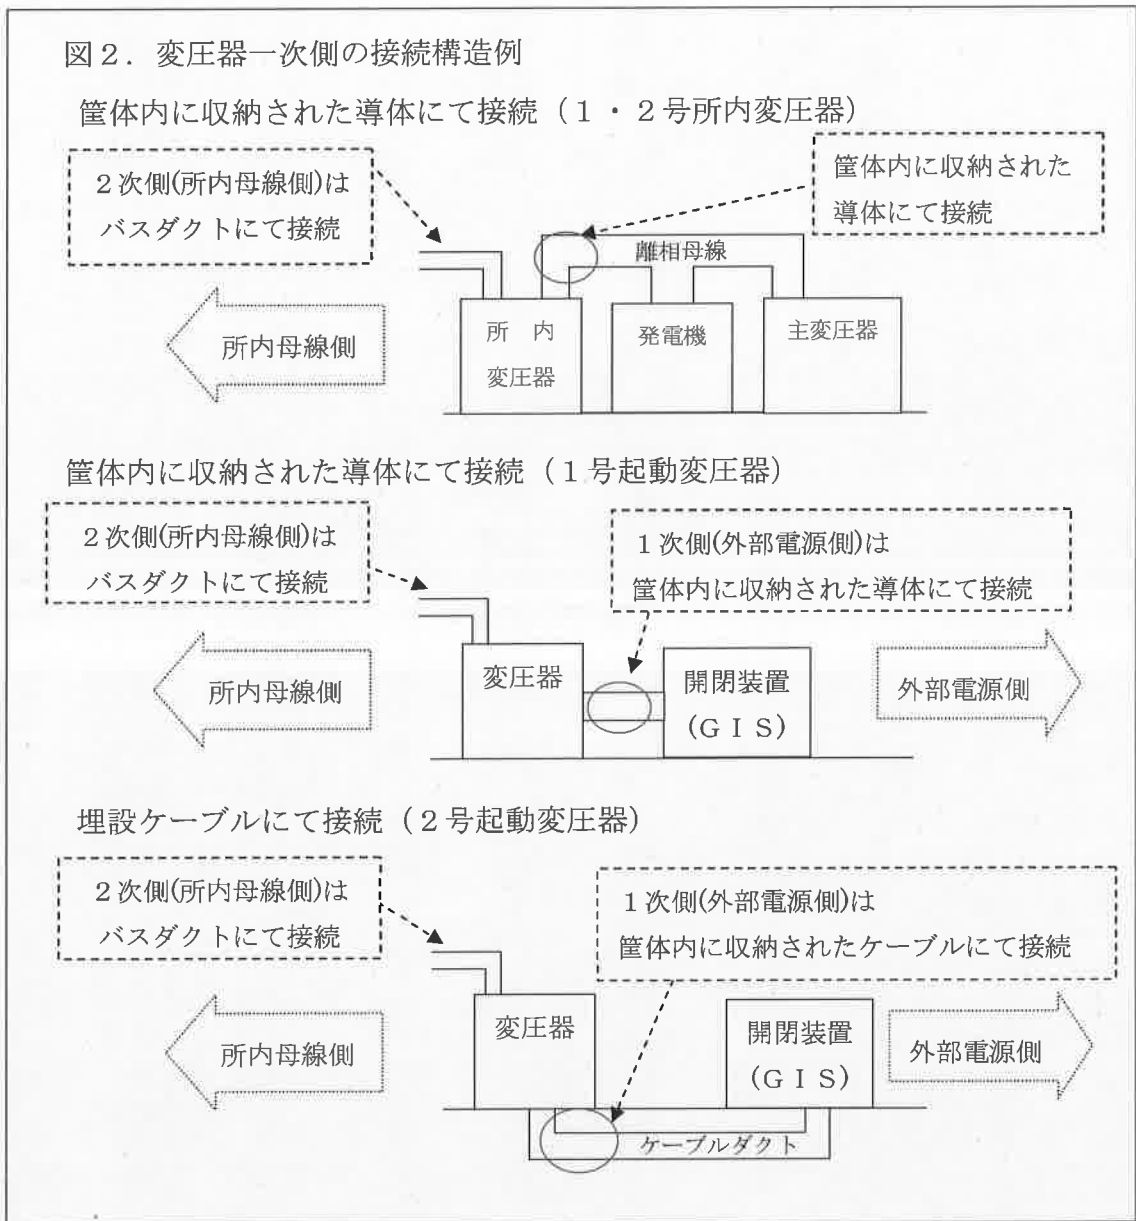 図２．変圧器一次側の接続構造例
筐体内に収納された導体にて接続（１・２号所内変圧器）
２次側(所内母線側)は
バスダクトにて接続
筐体内に収納された
導体にて接続
離相母線
所内母線側
所　内
変圧器
発電機
主変圧器
筐体内に収納された導体にて接続（１号起動変圧器）
２次側(所内母線側)は
バスダクトにて接続
１次側(外部電源側)は
筐体内に収納された導体にて接続
所内母線側
変圧器
開閉装置
(ＧＩＳ)
外部電源側
埋設ケーブルにて接続（２号起動変圧器）
２次側(所内母線側)は
バスダクトにて接続
１次側(外部電源側)は
筐体内に収納されたケーブルにて接続
所内母線側
変圧器
開閉装置
(ＧＩＳ)
外部電源側
ケーブルダクト